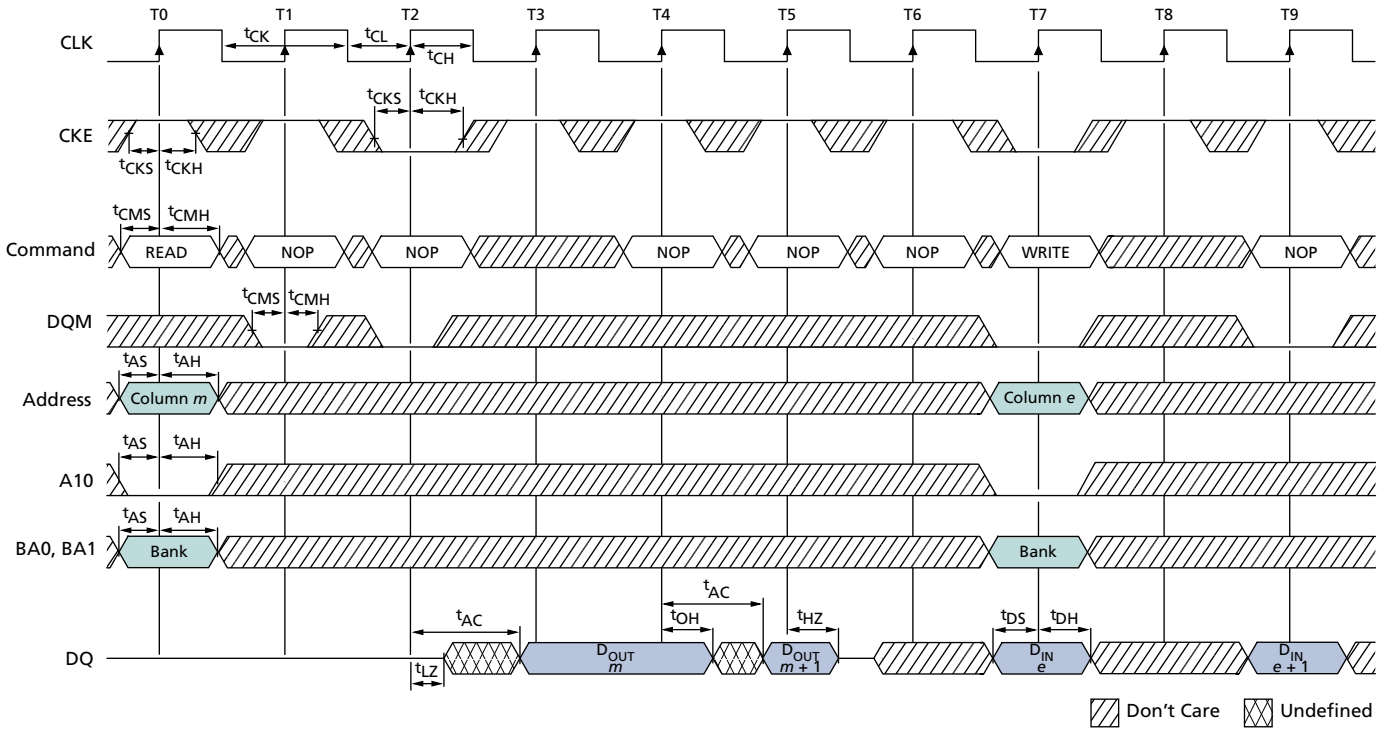 T0 T1 T2 T3 T4 T5 T6 T7 T8 T9
CLK tCK tCL tCH
tCKS tCKH
CKE
tCKS tCKH
tCMS tCMH
Command READ NOP NOP NOP NOP NOP WRITE NOP
tCMS tCMH
DQM
tAS tAH
Address Column m Column e
tAS tAH
A10
tAS tAH
BA0, BA1 Bank Bank
tAC tAC tOH tHZ tDS tDH
DQ DOUT m DOUT m + 1 DIN e DIN e + 1
tLZ
Don't Care Undefined